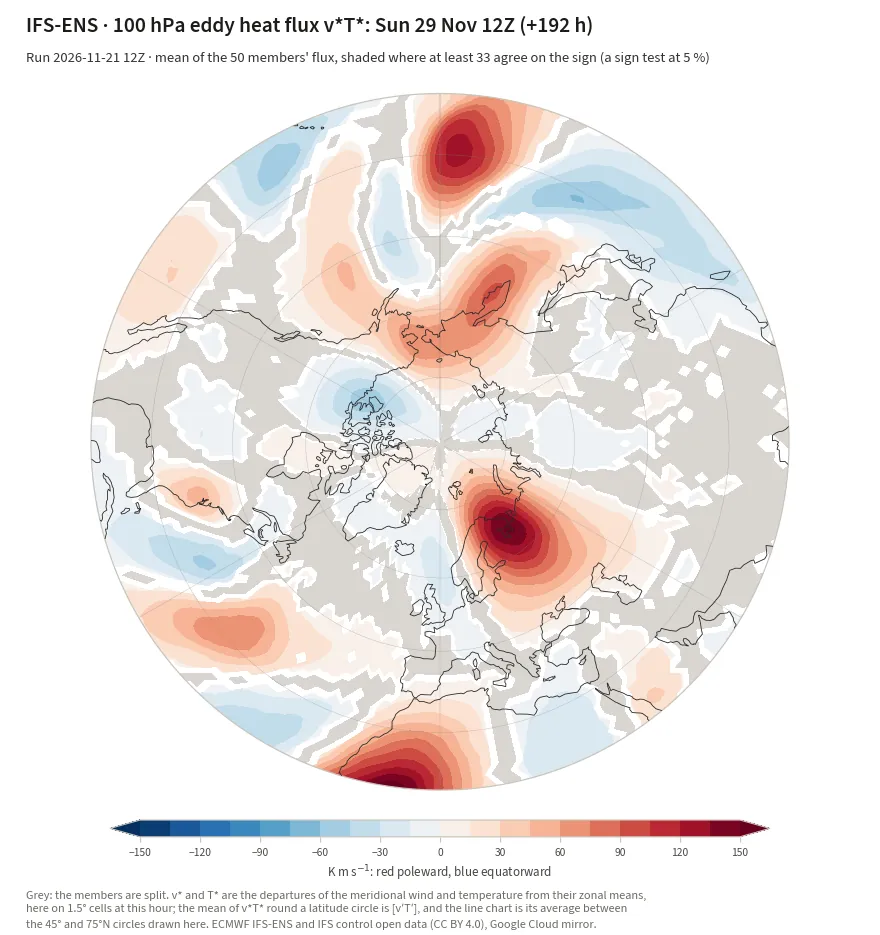 IFS-ENS · 100 hPa eddy heat flux v*T*: Sun 29 Nov 12Z (+192 h)
Run 2026-11-21 12Z · mean of the 50 members' flux, shaded where at least 33 agree on the sign (a sign test at 5 %)
−150 −120 −90 −60 −30 0 30 60 90 120 150
K m s⁻¹: red poleward, blue equatorward
Grey: the members are split. v* and T* are the departures of the meridional wind and temperature from their zonal means,
here on 1.5° cells at this hour; the mean of v*T* round a latitude circle is [v'T'], and the line chart is its average between
the 45° and 75°N circles drawn here. ECMWF IFS-ENS and IFS control open data (CC BY 4.0), Google Cloud mirror.